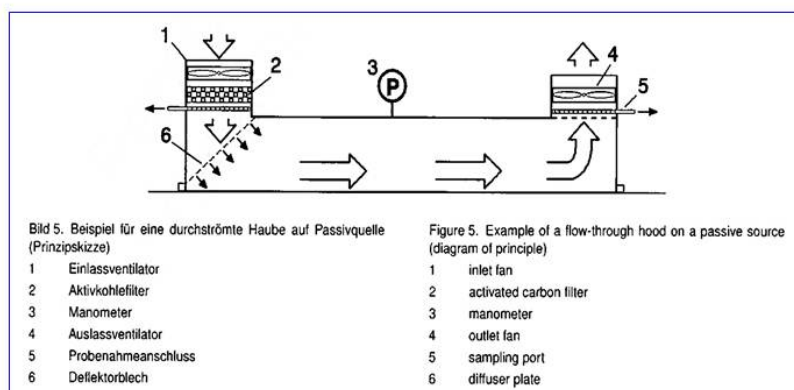 1
2
3
P
4
5
6
Bild 5. Beispiel für eine durchströmte Haube auf Passivquelle
(Prinzipskizze)
1 Einlassventilator
2 Aktivkohlefilter
3 Manometer
4 Auslassventilator
5 Probenahmeanschluss
6 Deflektorblech
Figure 5. Example of a flow-through hood on a passive source
(diagram of principle)
1 inlet fan
2 activated carbon filter
3 manometer
4 outlet fan
5 sampling port
6 diffuser plate